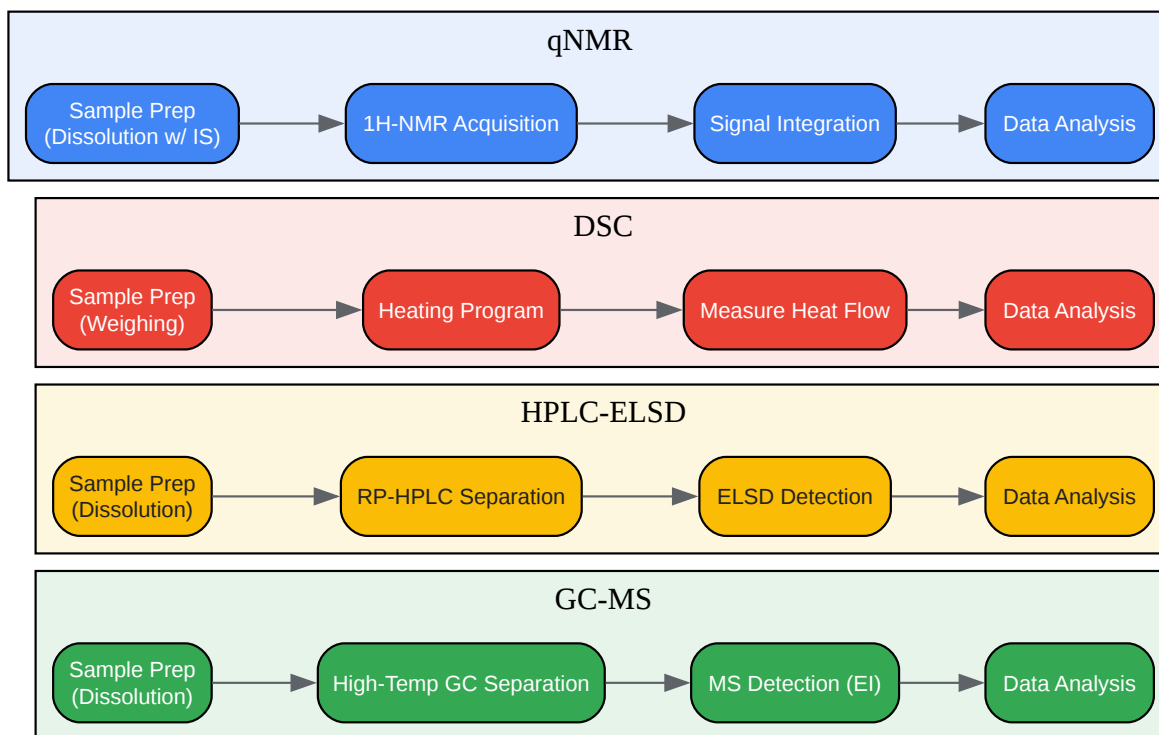 qNMR
Sample Prep
(Dissolution w/ IS)
1H-NMR Acquisition
Signal Integration
Data Analysis
DSC
Sample Prep
(Weighing)
Heating Program
Measure Heat Flow
Data Analysis
HPLC-ELSD
Sample Prep
(Dissolution)
RP-HPLC Separation
ELSD Detection
Data Analysis
GC-MS
Sample Prep
(Dissolution)
High-Temp GC Separation
MS Detection (EI)
Data Analysis